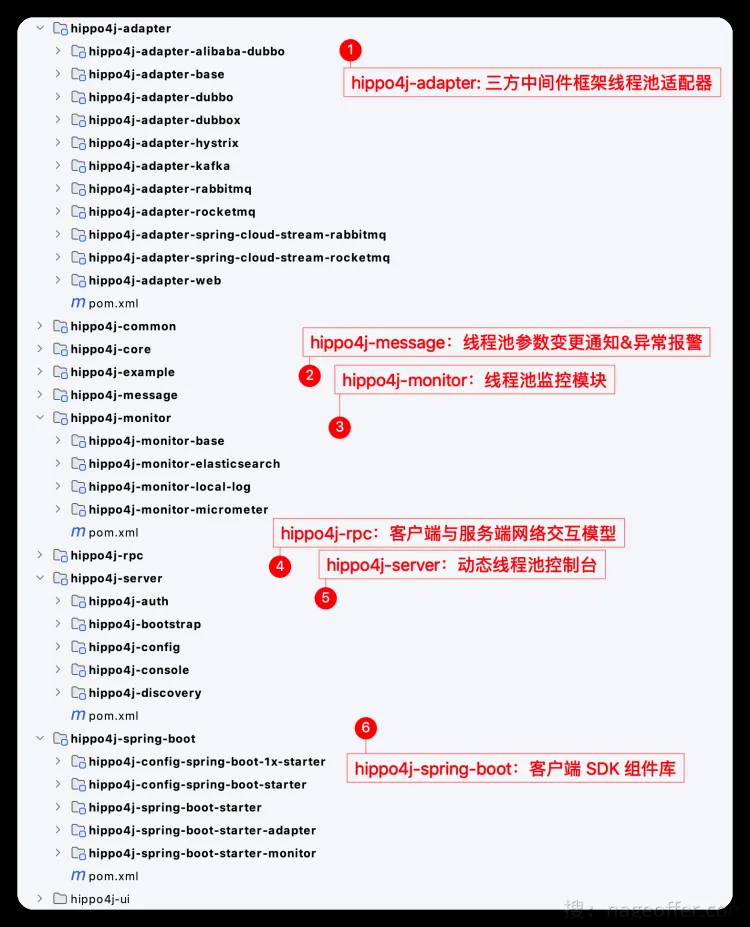 hippo4j-adapter
hippo4j-adapter-alibaba-dubbo
1
hippo4j-adapter-base
hippo4j-adapter: 三方中间件框架线程池适配器
hippo4j-adapter-dubbo
hippo4j-adapter-dubbox
hippo4j-adapter-hystrix
hippo4j-adapter-kafka
hippo4j-adapter-rabbitmq
hippo4j-adapter-rocketmq
hippo4j-adapter-spring-cloud-stream-rabbitmq
hippo4j-adapter-spring-cloud-stream-rocketmq
hippo4j-adapter-web
m pom.xml
hippo4j-common
hippo4j-core
hippo4j-message：线程池参数变更通知&异常报警
hippo4j-example
2
hippo4j-monitor：线程池监控模块
hippo4j-message
hippo4j-monitor
3
hippo4j-monitor-base
hippo4j-monitor-elasticsearch
hippo4j-monitor-local-log
hippo4j-monitor-micrometer
m pom.xml
hippo4j-rpc：客户端与服务端网络交互模型
hippo4j-rpc
4
hippo4j-server：动态线程池控制台
hippo4j-server
hippo4j-auth
5
hippo4j-bootstrap
hippo4j-config
hippo4j-console
hippo4j-discovery
m pom.xml
6
hippo4j-spring-boot
hippo4j-config-spring-boot-1x-starter
hippo4j-spring-boot：客户端 SDK 组件库
hippo4j-config-spring-boot-starter
hippo4j-spring-boot-starter
hippo4j-spring-boot-starter-adapter
hippo4j-spring-boot-starter-monitor
m pom.xml
hippo4j-ui
搜：nageoffer.com